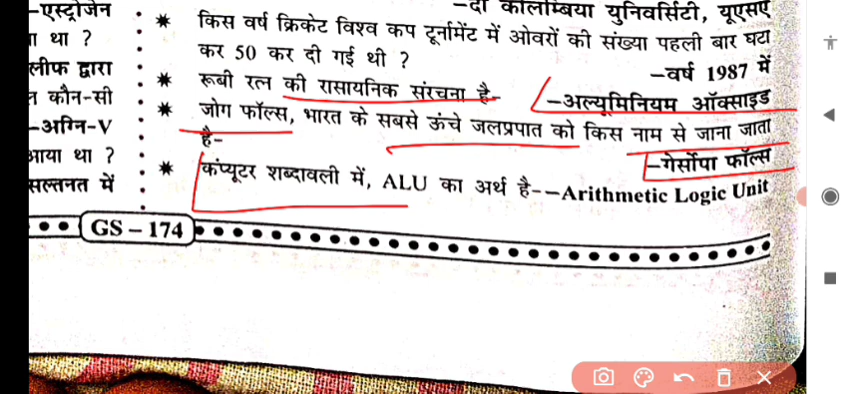 –एस्ट्रोजेन
था ?
लीफ द्वारा
कौन-सी
–अग्नि-V
आया था ?
सल्तनत में
–दी कोलम्बिया युनिवर्सिटी, यूएसए
* किस वर्ष क्रिकेट विश्व कप टूर्नामेंट में ओवरों की संख्या पहली बार घटा
कर 50 कर दी गई थी ?
–वर्ष 1987 में
* रूबी रत्न की रासायनिक संरचना है-
–अल्यूमिनियम ऑक्साइड
* जोग फॉल्स, भारत के सबसे ऊंचे जलप्रपात को किस नाम से जाना जाता
है-
–गेर्सोपा फॉल्स
* कंप्यूटर शब्दावली में, ALU का अर्थ है-–Arithmetic Logic Unit
GS – 174